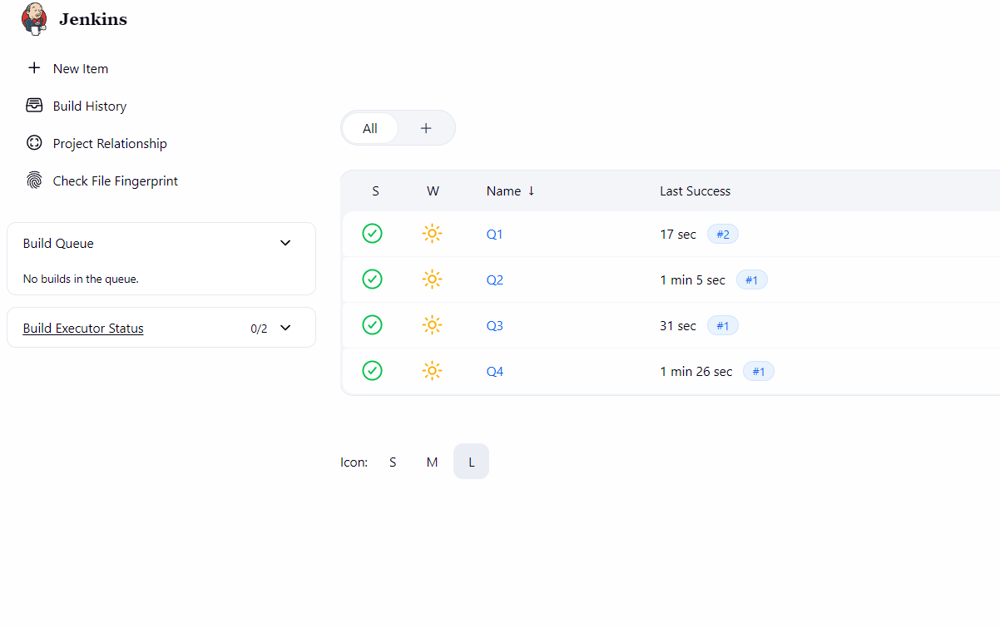 Jenkins
New Item
Build History
Project Relationship
Check File Fingerprint
Build Queue
No builds in the queue.
Build Executor Status 0/2
All +
S W Name ↓ Last Success
Q1 17 sec #2
Q2 1 min 5 sec #1
Q3 31 sec #1
Q4 1 min 26 sec #1
Icon: S M L